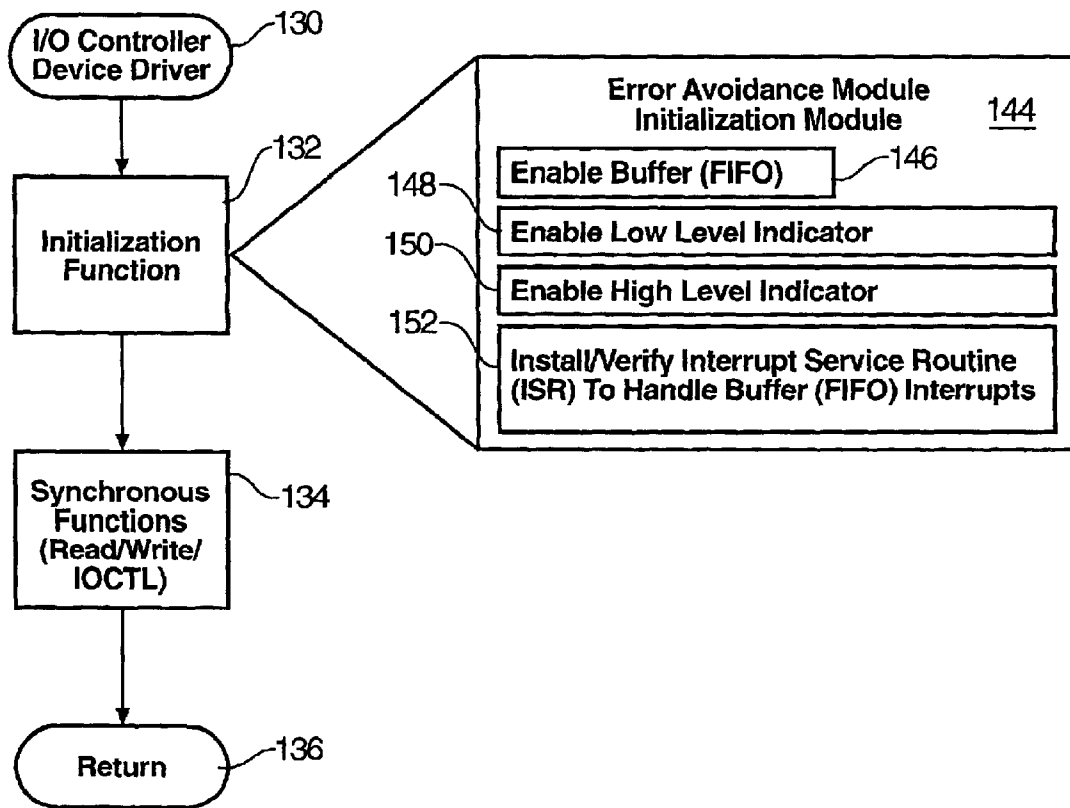 I/O Controller
Device Driver
130
132
Initialization
Function
Synchronous
Functions
(Read/Write/
IOCTL)
134
Return
136
Error Avoidance Module
Initialization Module
144
Enable Buffer (FIFO)
146
148
Enable Low Level Indicator
150
Enable High Level Indicator
152
Install/Verify Interrupt Service Routine
(ISR) To Handle Buffer (FIFO) Interrupts